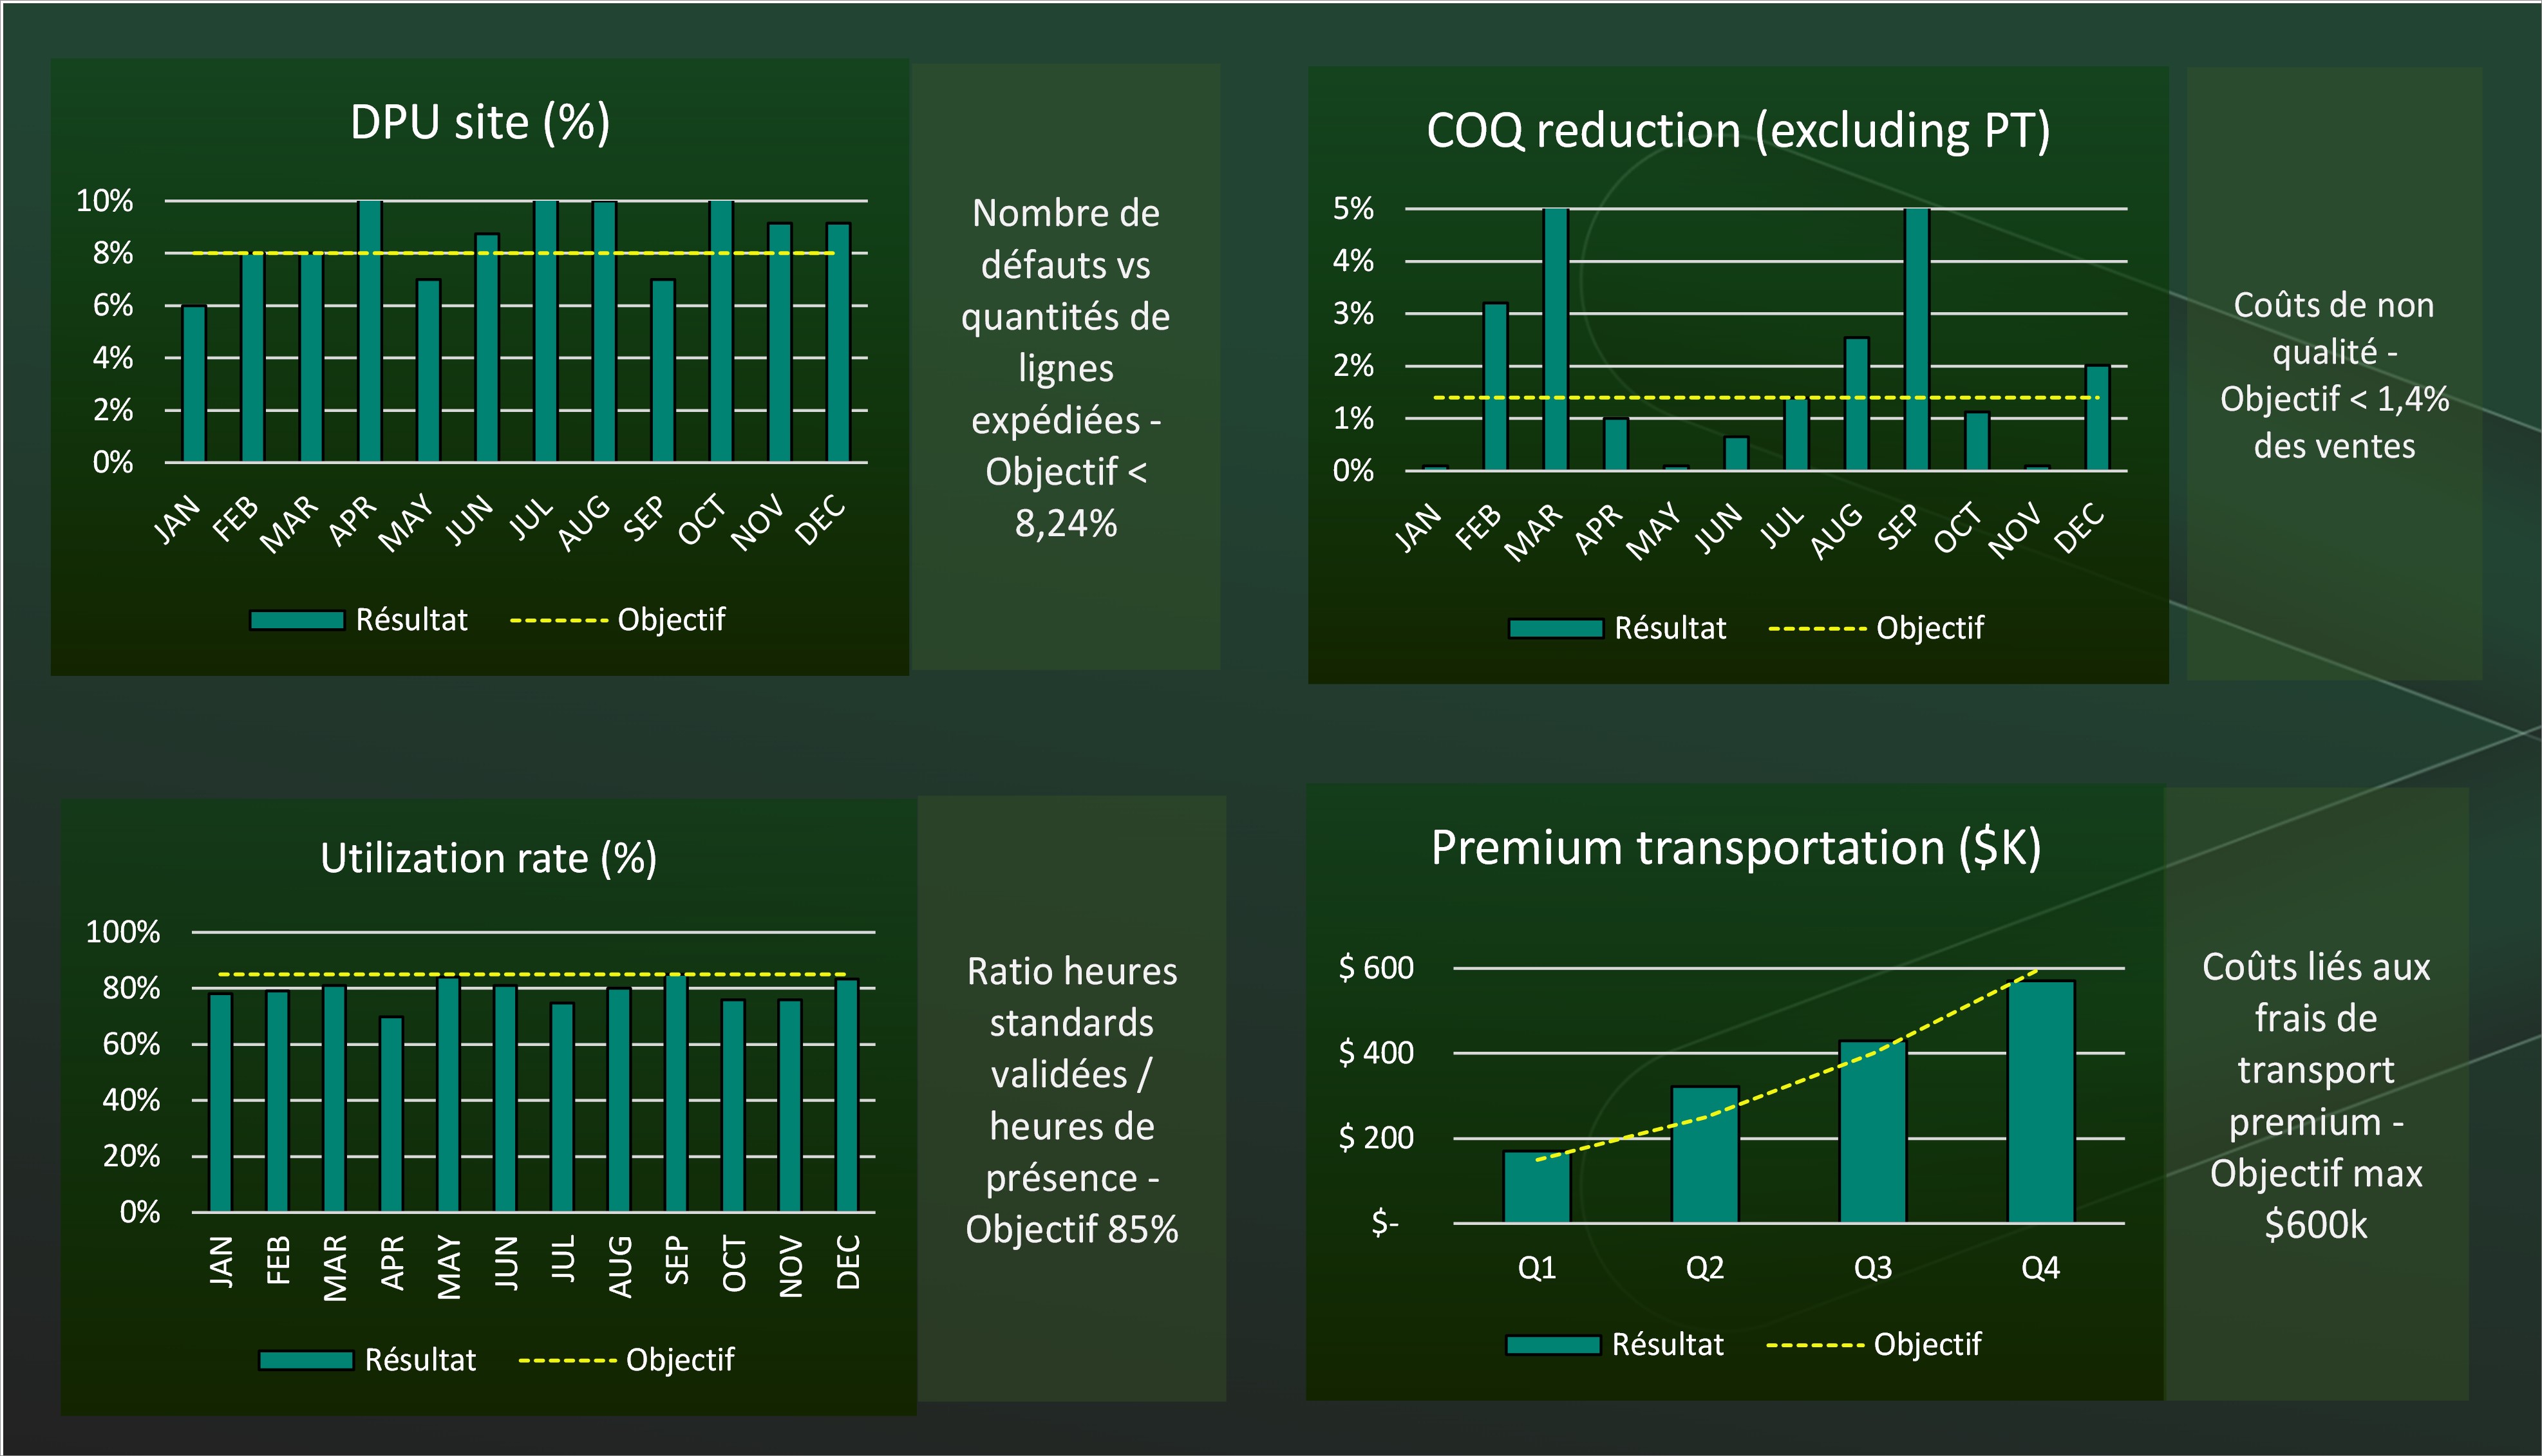 DPU site (%)
10%
8%
6%
4%
2%
0%
JAN FEB MAR APR MAY JUN JUL AUG SEP OCT NOV DEC
Résultat Objectif
Nombre de
défauts vs
quantités de
lignes
expédiées -
Objectif <
8,24%
COQ reduction (excluding PT)
5%
4%
3%
2%
1%
0%
JAN FEB MAR APR MAY JUN JUL AUG SEP OCT NOV DEC
Résultat Objectif
Coûts de non
qualité -
Objectif < 1,4%
des ventes
Utilization rate (%)
100%
80%
60%
40%
20%
0%
JAN FEB MAR APR MAY JUN JUL AUG SEP OCT NOV DEC
Résultat Objectif
Ratio heures
standards
validées /
heures de
présence -
Objectif 85%
Premium transportation ($K)
$ 600
$ 400
$ 200
$-
Q1 Q2 Q3 Q4
Résultat Objectif
Coûts liés aux
frais de
transport
premium -
Objectif max
$600k